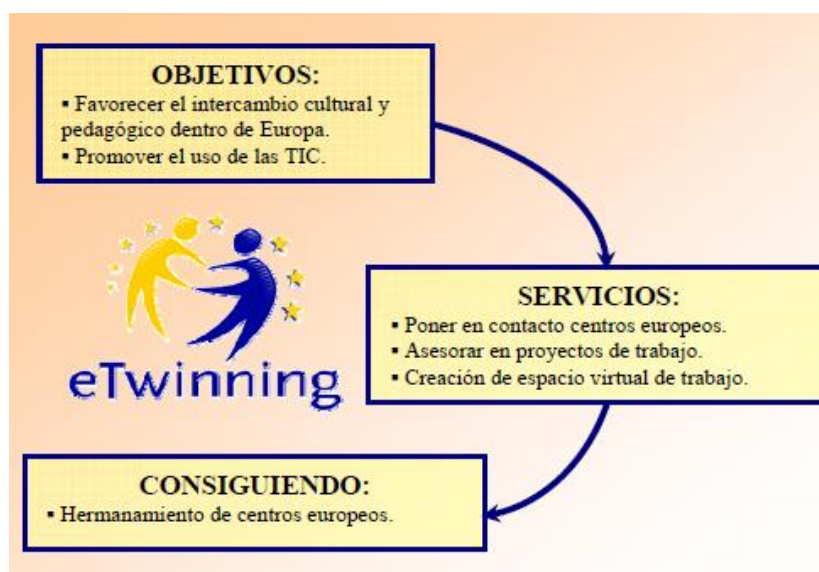 OBJETIVOS:
▪ Favorecer el intercambio cultural y
pedagógico dentro de Europa.
▪ Promover el uso de las TIC.
eTwinning
SERVICIOS:
▪ Poner en contacto centros europeos.
▪ Asesorar en proyectos de trabajo.
▪ Creación de espacio virtual de trabajo.
CONSIGUIENDO:
▪ Hermanamiento de centros europeos.